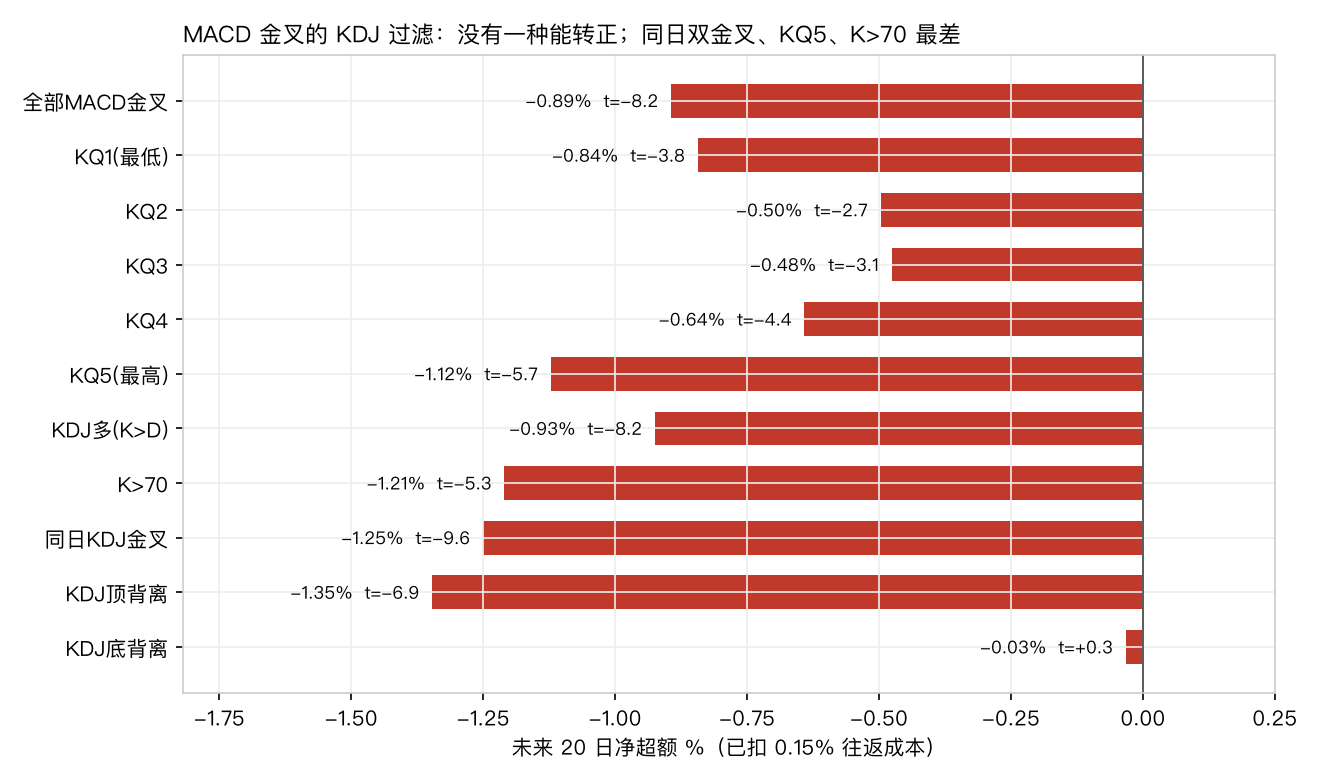 MACD 金叉的 KDJ 过滤：没有一种能转正；同日双金叉、KQ5、K>70 最差
全部MACD金叉 −0.89% t=−8.2
KQ1(最低) −0.84% t=−3.8
KQ2 −0.50% t=−2.7
KQ3 −0.48% t=−3.1
KQ4 −0.64% t=−4.4
KQ5(最高) −1.12% t=−5.7
KDJ多(K>D) −0.93% t=−8.2
K>70 −1.21% t=−5.3
同日KDJ金叉 −1.25% t=−9.6
KDJ顶背离 −1.35% t=−6.9
KDJ底背离 −0.03% t=+0.3
−1.75 −1.50 −1.25 −1.00 −0.75 −0.50 −0.25 0.00 0.25
未来 20 日净超额 %（已扣 0.15% 往返成本）